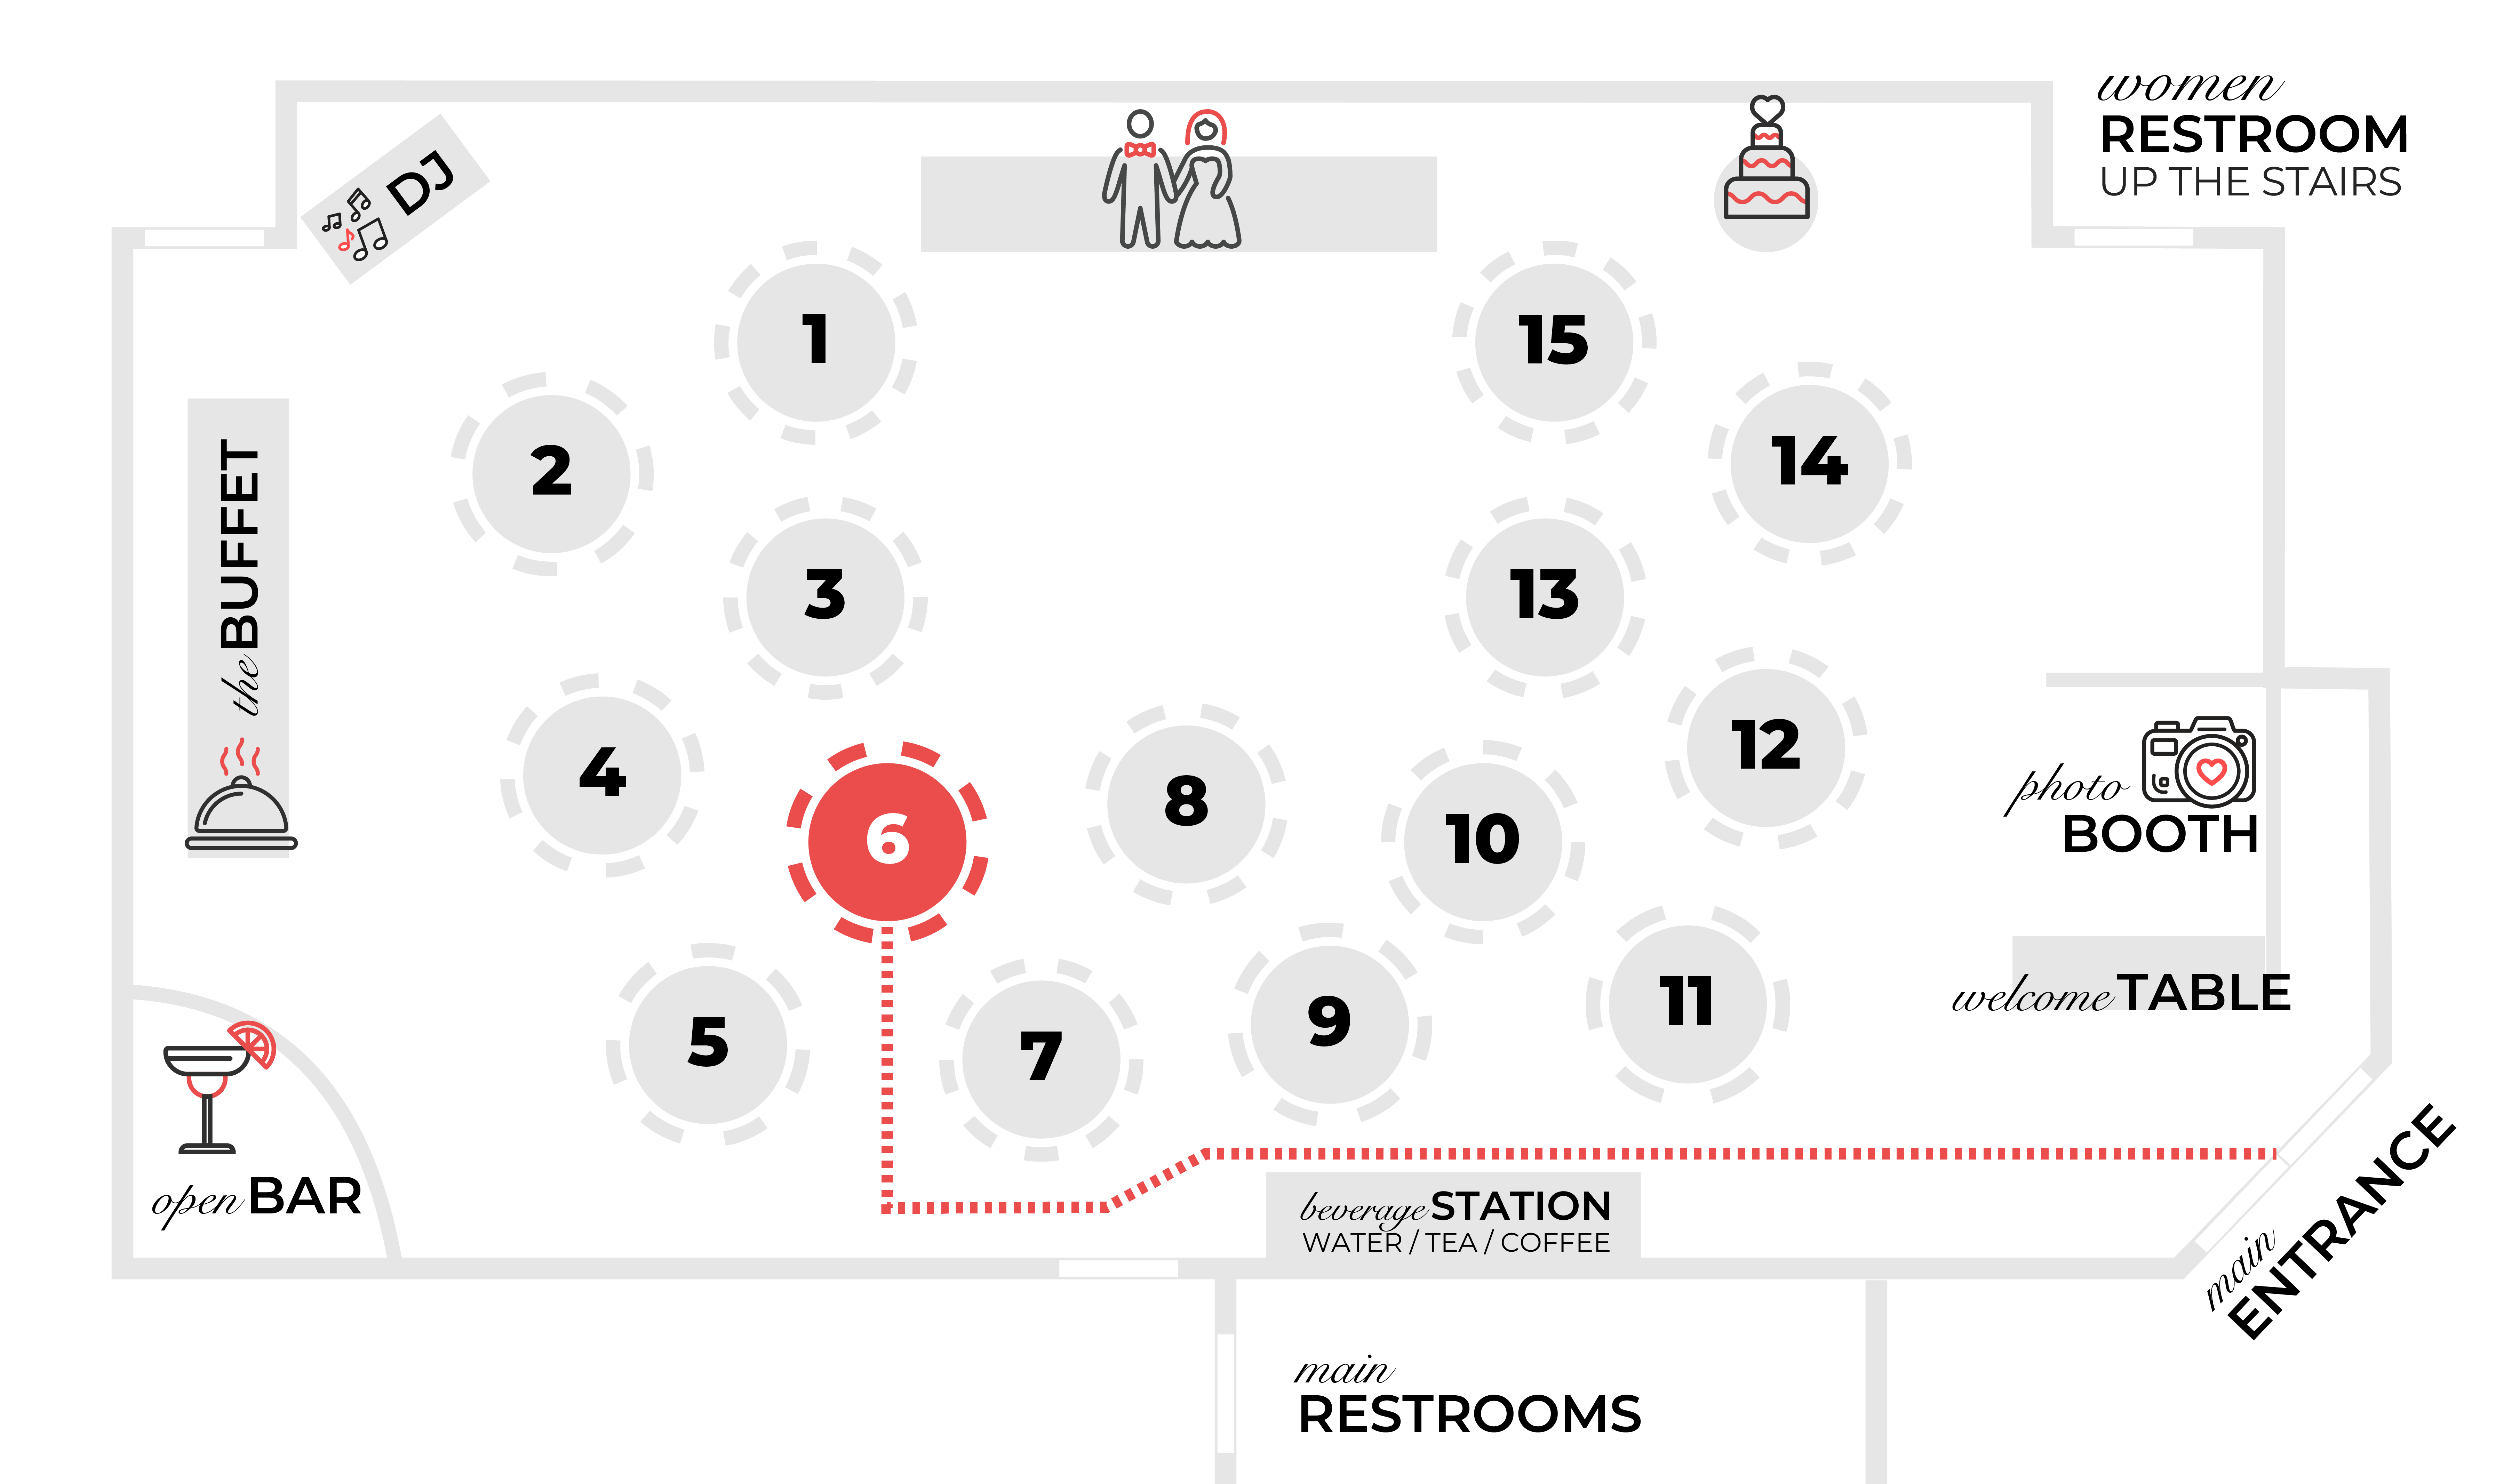 women
RESTROOM
UP THE STAIRS
DJ
1
15
2
14
the BUFFET
3
13
4
12
6
8
10
photo
BOOTH
5
7
9
11
welcome TABLE
open BAR
beverage STATION
WATER / TEA / COFFEE
main
ENTRANCE
main
RESTROOMS